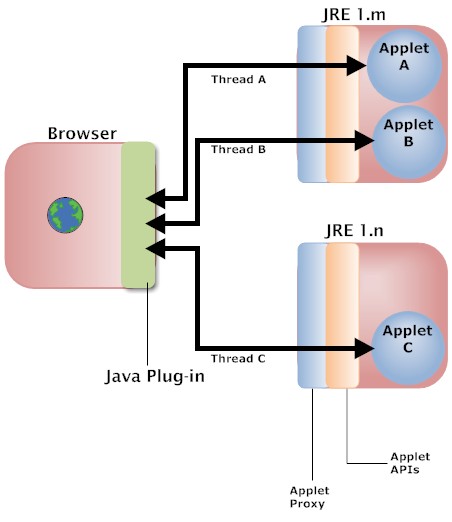 JRE 1.m
Applet
A
Thread A
Applet
B
Browser
Thread B
JRE 1.n
Applet
C
Thread C
Java Plug-in
Applet
APIs
Applet
Proxy